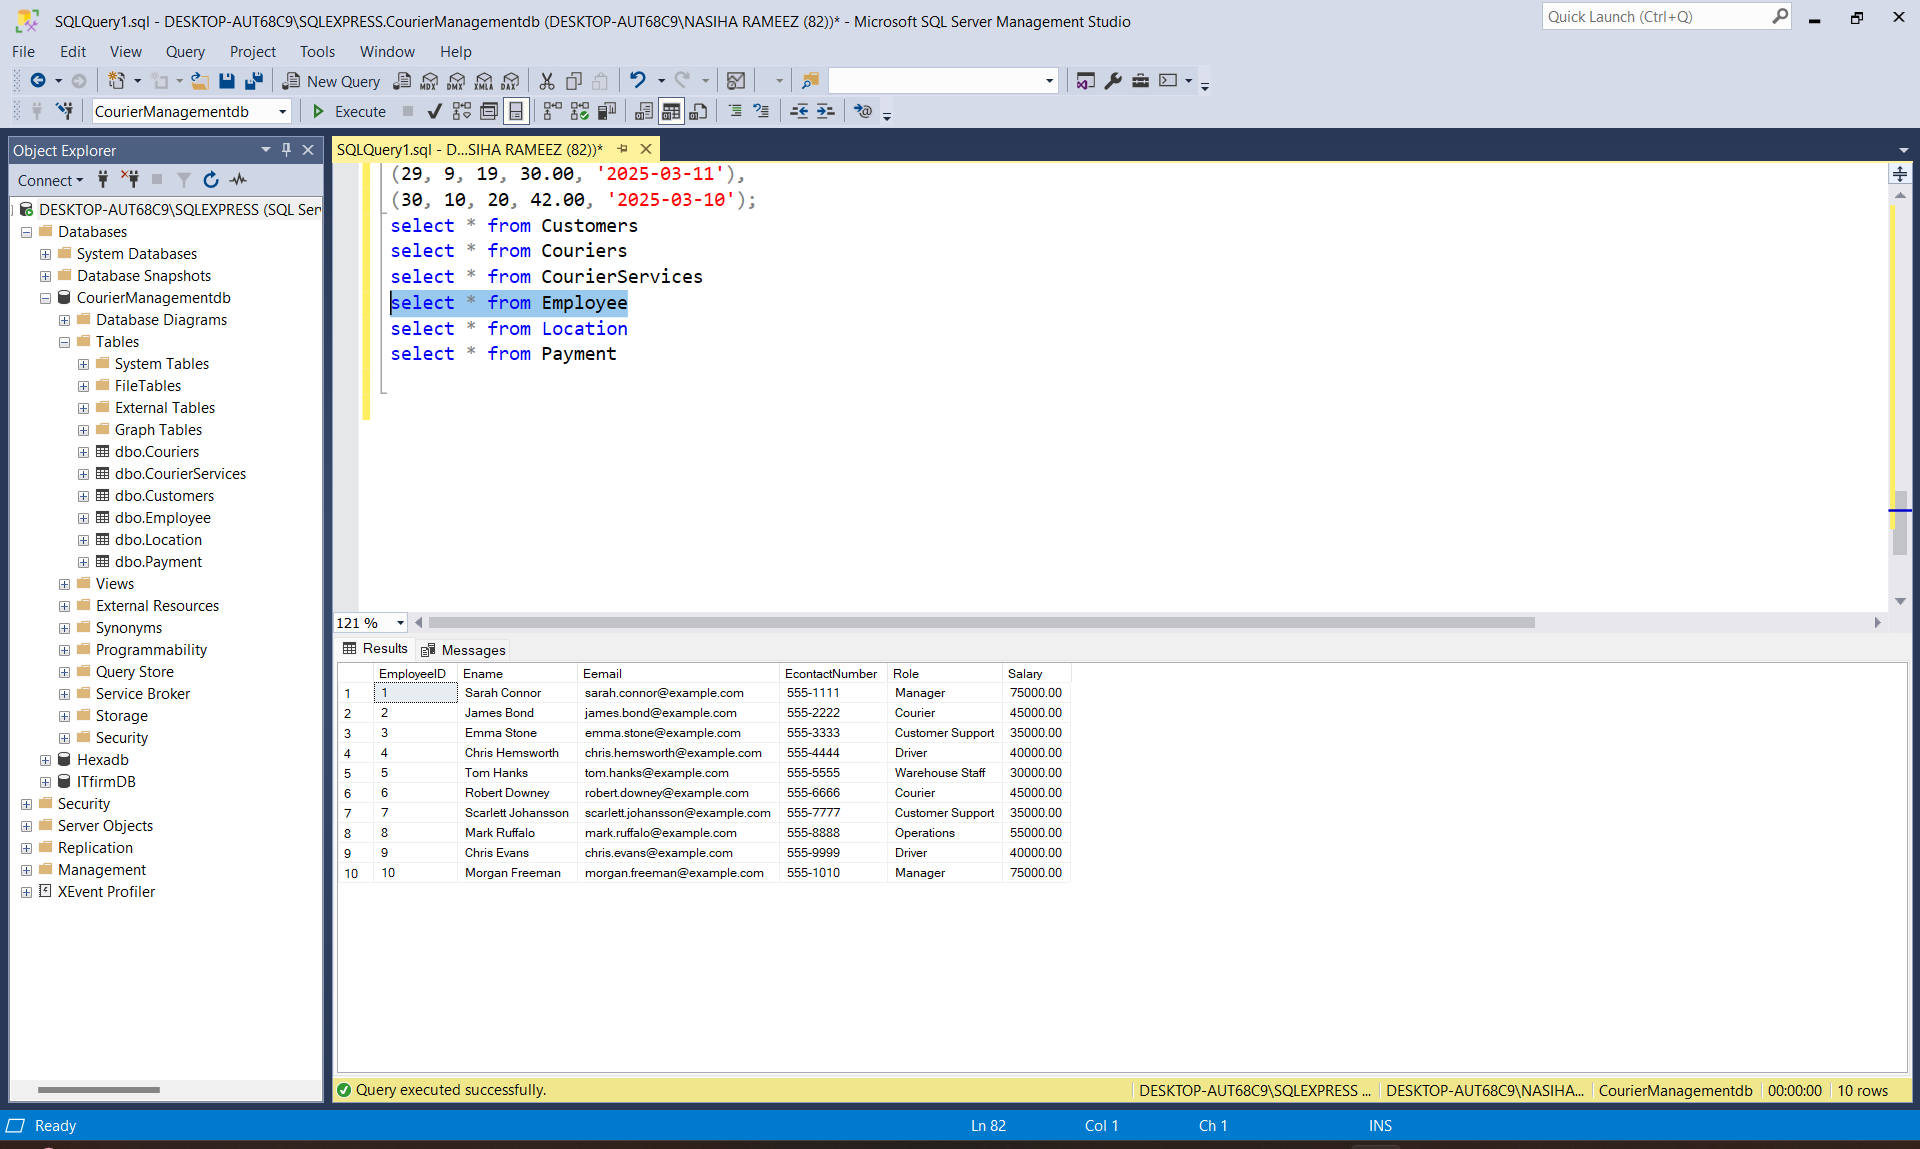 SQLQuery1.sql - DESKTOP-AUT68C9\SQLEXPRESS.CourierManagementdb (DESKTOP-AUT68C9\NASIHA RAMEEZ (82))* - Microsoft SQL Server Management Studio
Quick Launch (Ctrl+Q)
File Edit View Query Project Tools Window Help
New Query MDX DMX XMLA DAX
CourierManagementdb Execute
Object Explorer
Connect
DESKTOP-AUT68C9\SQLEXPRESS (SQL Ser
Databases
System Databases
Database Snapshots
CourierManagementdb
Database Diagrams
Tables
System Tables
FileTables
External Tables
Graph Tables
dbo.Couriers
dbo.CourierServices
dbo.Customers
dbo.Employee
dbo.Location
dbo.Payment
Views
External Resources
Synonyms
Programmability
Query Store
Service Broker
Storage
Security
Hexadb
ITfirmDB
Security
Server Objects
Replication
Management
XEvent Profiler
SQLQuery1.sql - D...SIHA RAMEEZ (82))*
(29, 9, 19, 30.00, '2025-03-11'),
(30, 10, 20, 42.00, '2025-03-10');
select * from Customers
select * from Couriers
select * from CourierServices
select * from Employee
select * from Location
select * from Payment
121 %
Results Messages
EmployeeID Ename Eemail EcontactNumber Role Salary
1 1 Sarah Connor sarah.connor@example.com 555-1111 Manager 75000.00
2 2 James Bond james.bond@example.com 555-2222 Courier 45000.00
3 3 Emma Stone emma.stone@example.com 555-3333 Customer Support 35000.00
4 4 Chris Hemsworth chris.hemsworth@example.com 555-4444 Driver 40000.00
5 5 Tom Hanks tom.hanks@example.com 555-5555 Warehouse Staff 30000.00
6 6 Robert Downey robert.downey@example.com 555-6666 Courier 45000.00
7 7 Scarlett Johansson scarlett.johansson@example.com 555-7777 Customer Support 35000.00
8 8 Mark Ruffalo mark.ruffalo@example.com 555-8888 Operations 55000.00
9 9 Chris Evans chris.evans@example.com 555-9999 Driver 40000.00
10 10 Morgan Freeman morgan.freeman@example.com 555-1010 Manager 75000.00
Query executed successfully.
DESKTOP-AUT68C9\SQLEXPRESS ... DESKTOP-AUT68C9\NASIHA... CourierManagementdb 00:00:00 10 rows
Ready Ln 82 Col 1 Ch 1 INS